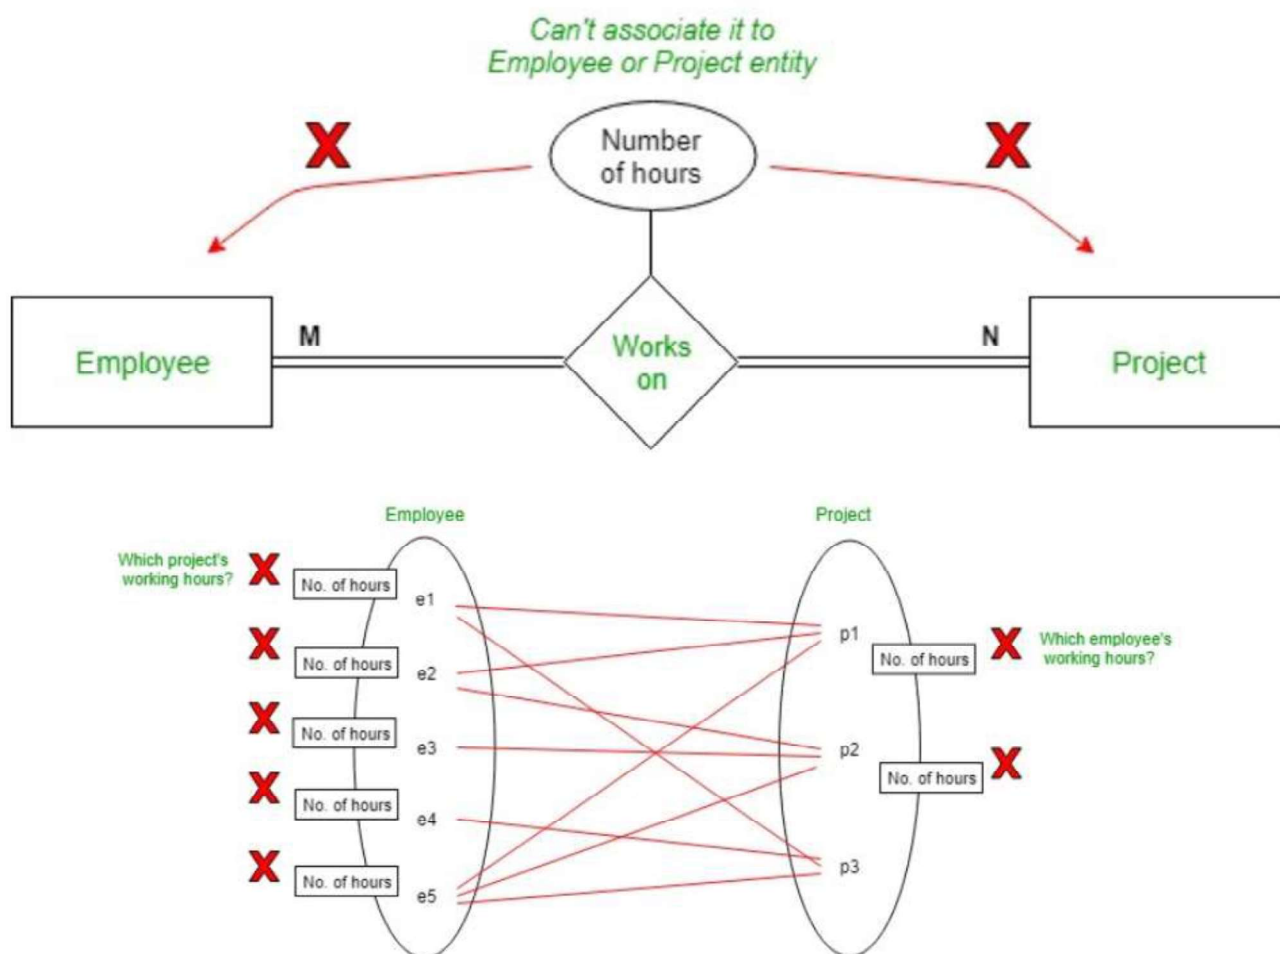 Can't associate it to
Employee or Project entity
X
X
Number
of hours
Employee
M
Works
on
N
Project
Employee
Project
Which project's
working hours?
X
No. of hours
e1
X
No. of hours
e2
X
No. of hours
e3
X
No. of hours
e4
X
No. of hours
e5
p1
No. of hours
X
Which employee's
working hours?
p2
No. of hours
X
p3